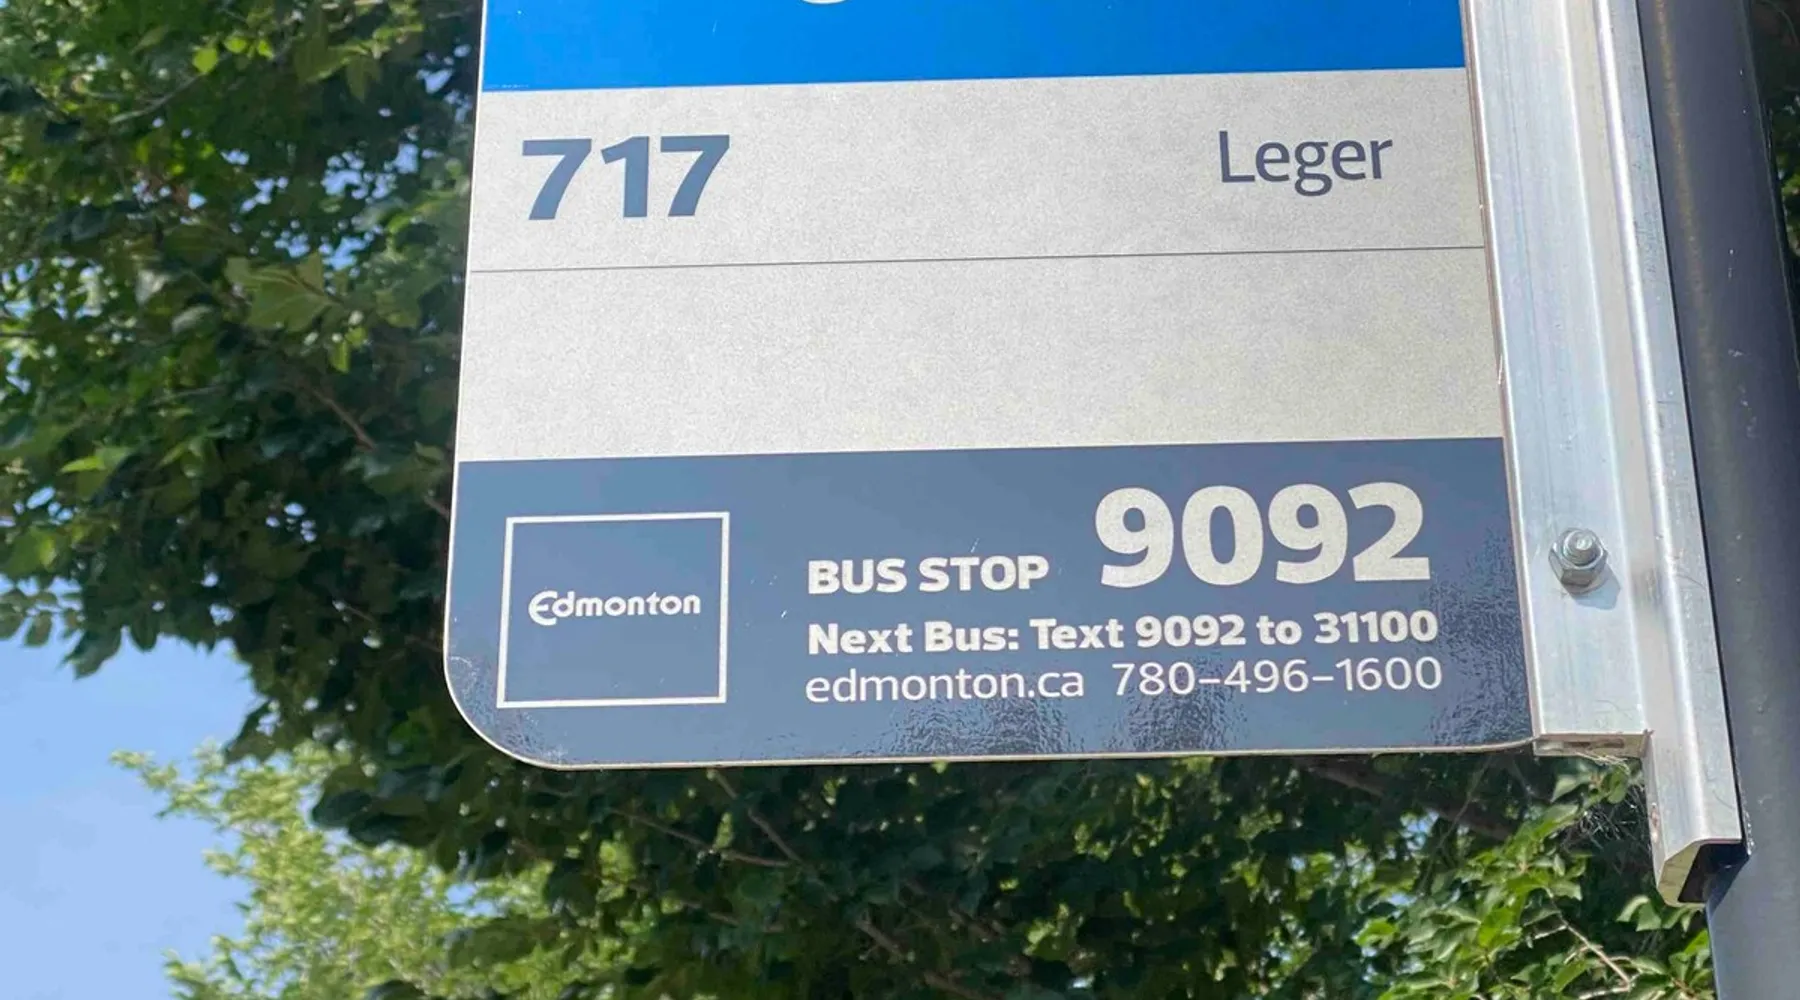 717 Leger
Edmonton
BUS STOP 9092
Next Bus: Text 9092 to 31100
edmonton.ca 780-496-1600